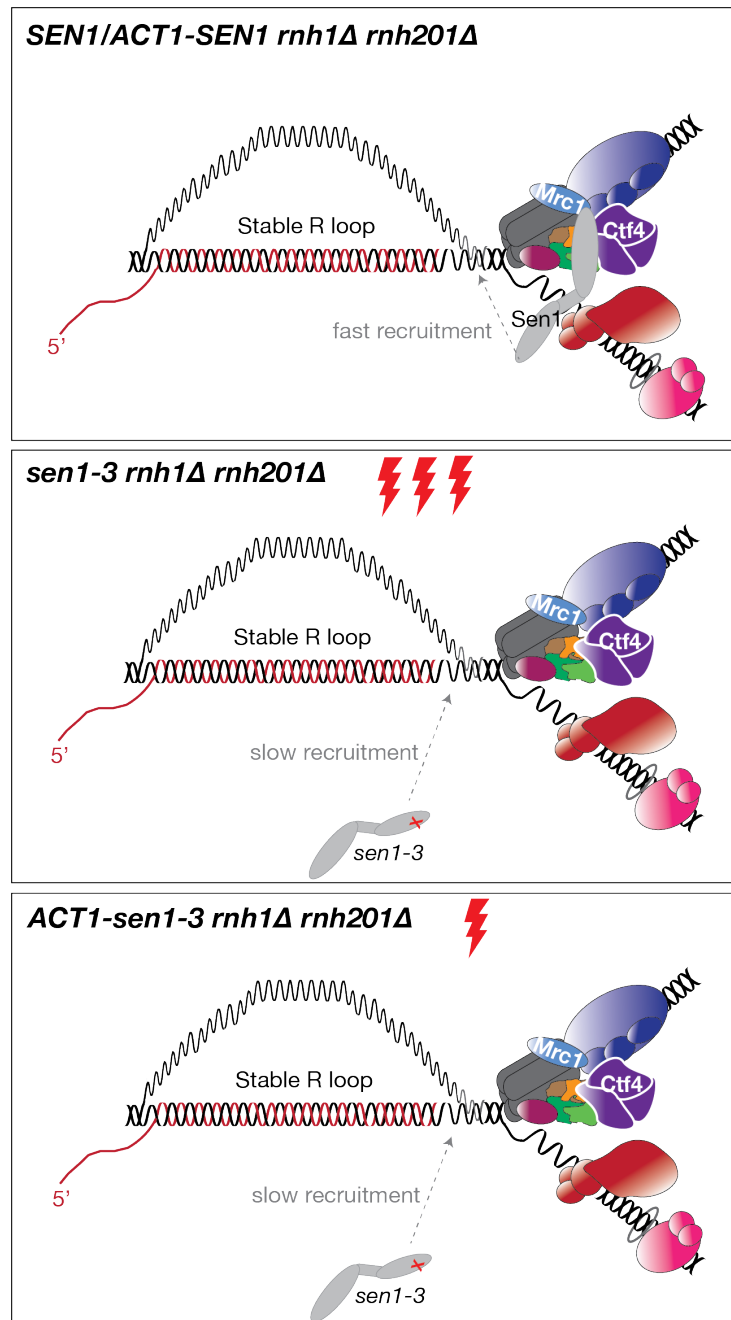 SEN1/ACT1-SEN1 rnh1Δ rnh201Δ
Mrc1
Stable R loop
Ctf4
Sen1
fast recruitment
5’
sen1-3 rnh1Δ rnh201Δ
Mrc1
Stable R loop
Ctf4
slow recruitment
5’
sen1-3
ACT1-sen1-3 rnh1Δ rnh201Δ
Mrc1
Stable R loop
Ctf4
5’
slow recruitment
sen1-3